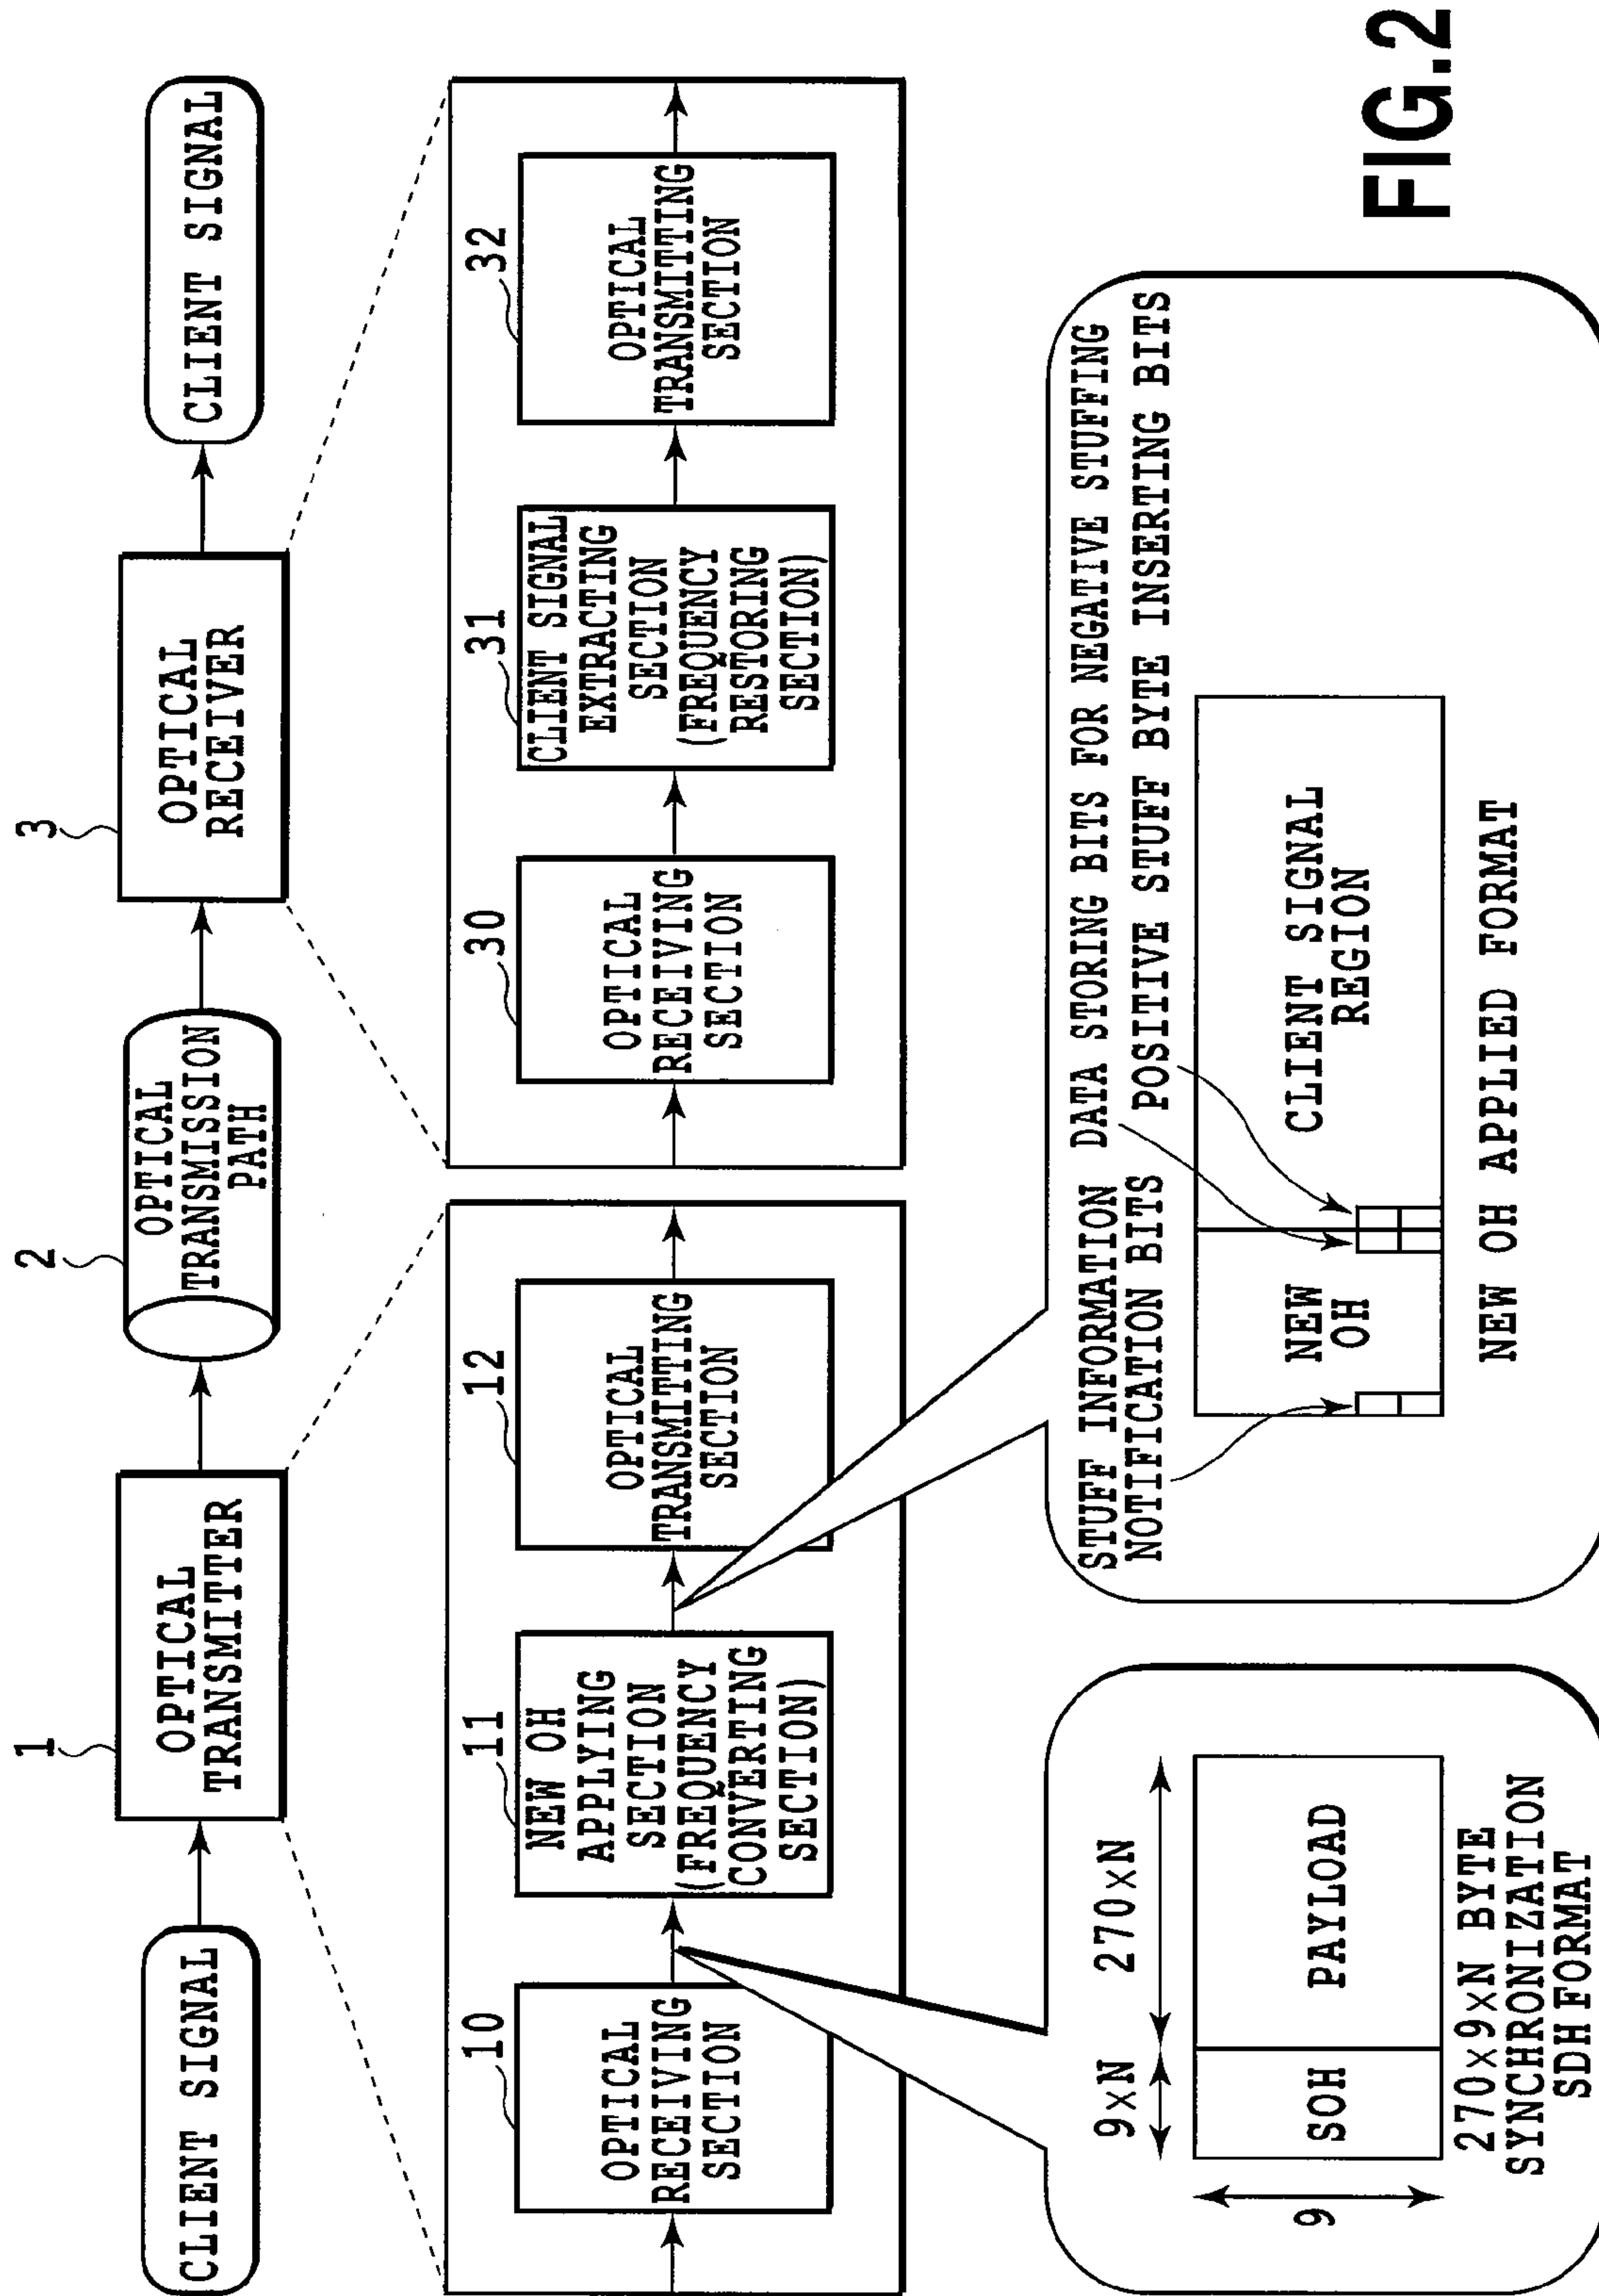 CLIENT SIGNAL
1
OPTICAL
TRANSMITTER
2
OPTICAL
TRANSMISSION
PATH
3
OPTICAL
RECEIVER
CLIENT SIGNAL
10
OPTICAL
RECEIVING
SECTION
11
NEW OH
APPLYING
SECTION
(FREQUENCY
CONVERTING
SECTION)
12
OPTICAL
TRANSMITTING
SECTION
30
OPTICAL
RECEIVING
SECTION
31
CLIENT SIGNAL
EXTRACTING
SECTION
(FREQUENCY
RESTORING
SECTION)
32
OPTICAL
TRANSMITTING
SECTION
9×N
270×N
9
SOH
PAYLOAD
270×9×N BYTE
SYNCHRONIZATION
SDH FORMAT
STUFF INFORMATION
NOTIFICATION BITS
DATA STORING BITS FOR NEGATIVE STUFFING
POSITIVE STUFF BYTE INSERTING BITS
NEW
OH
CLIENT SIGNAL
REGION
NEW OH APPLIED FORMAT
FIG.2